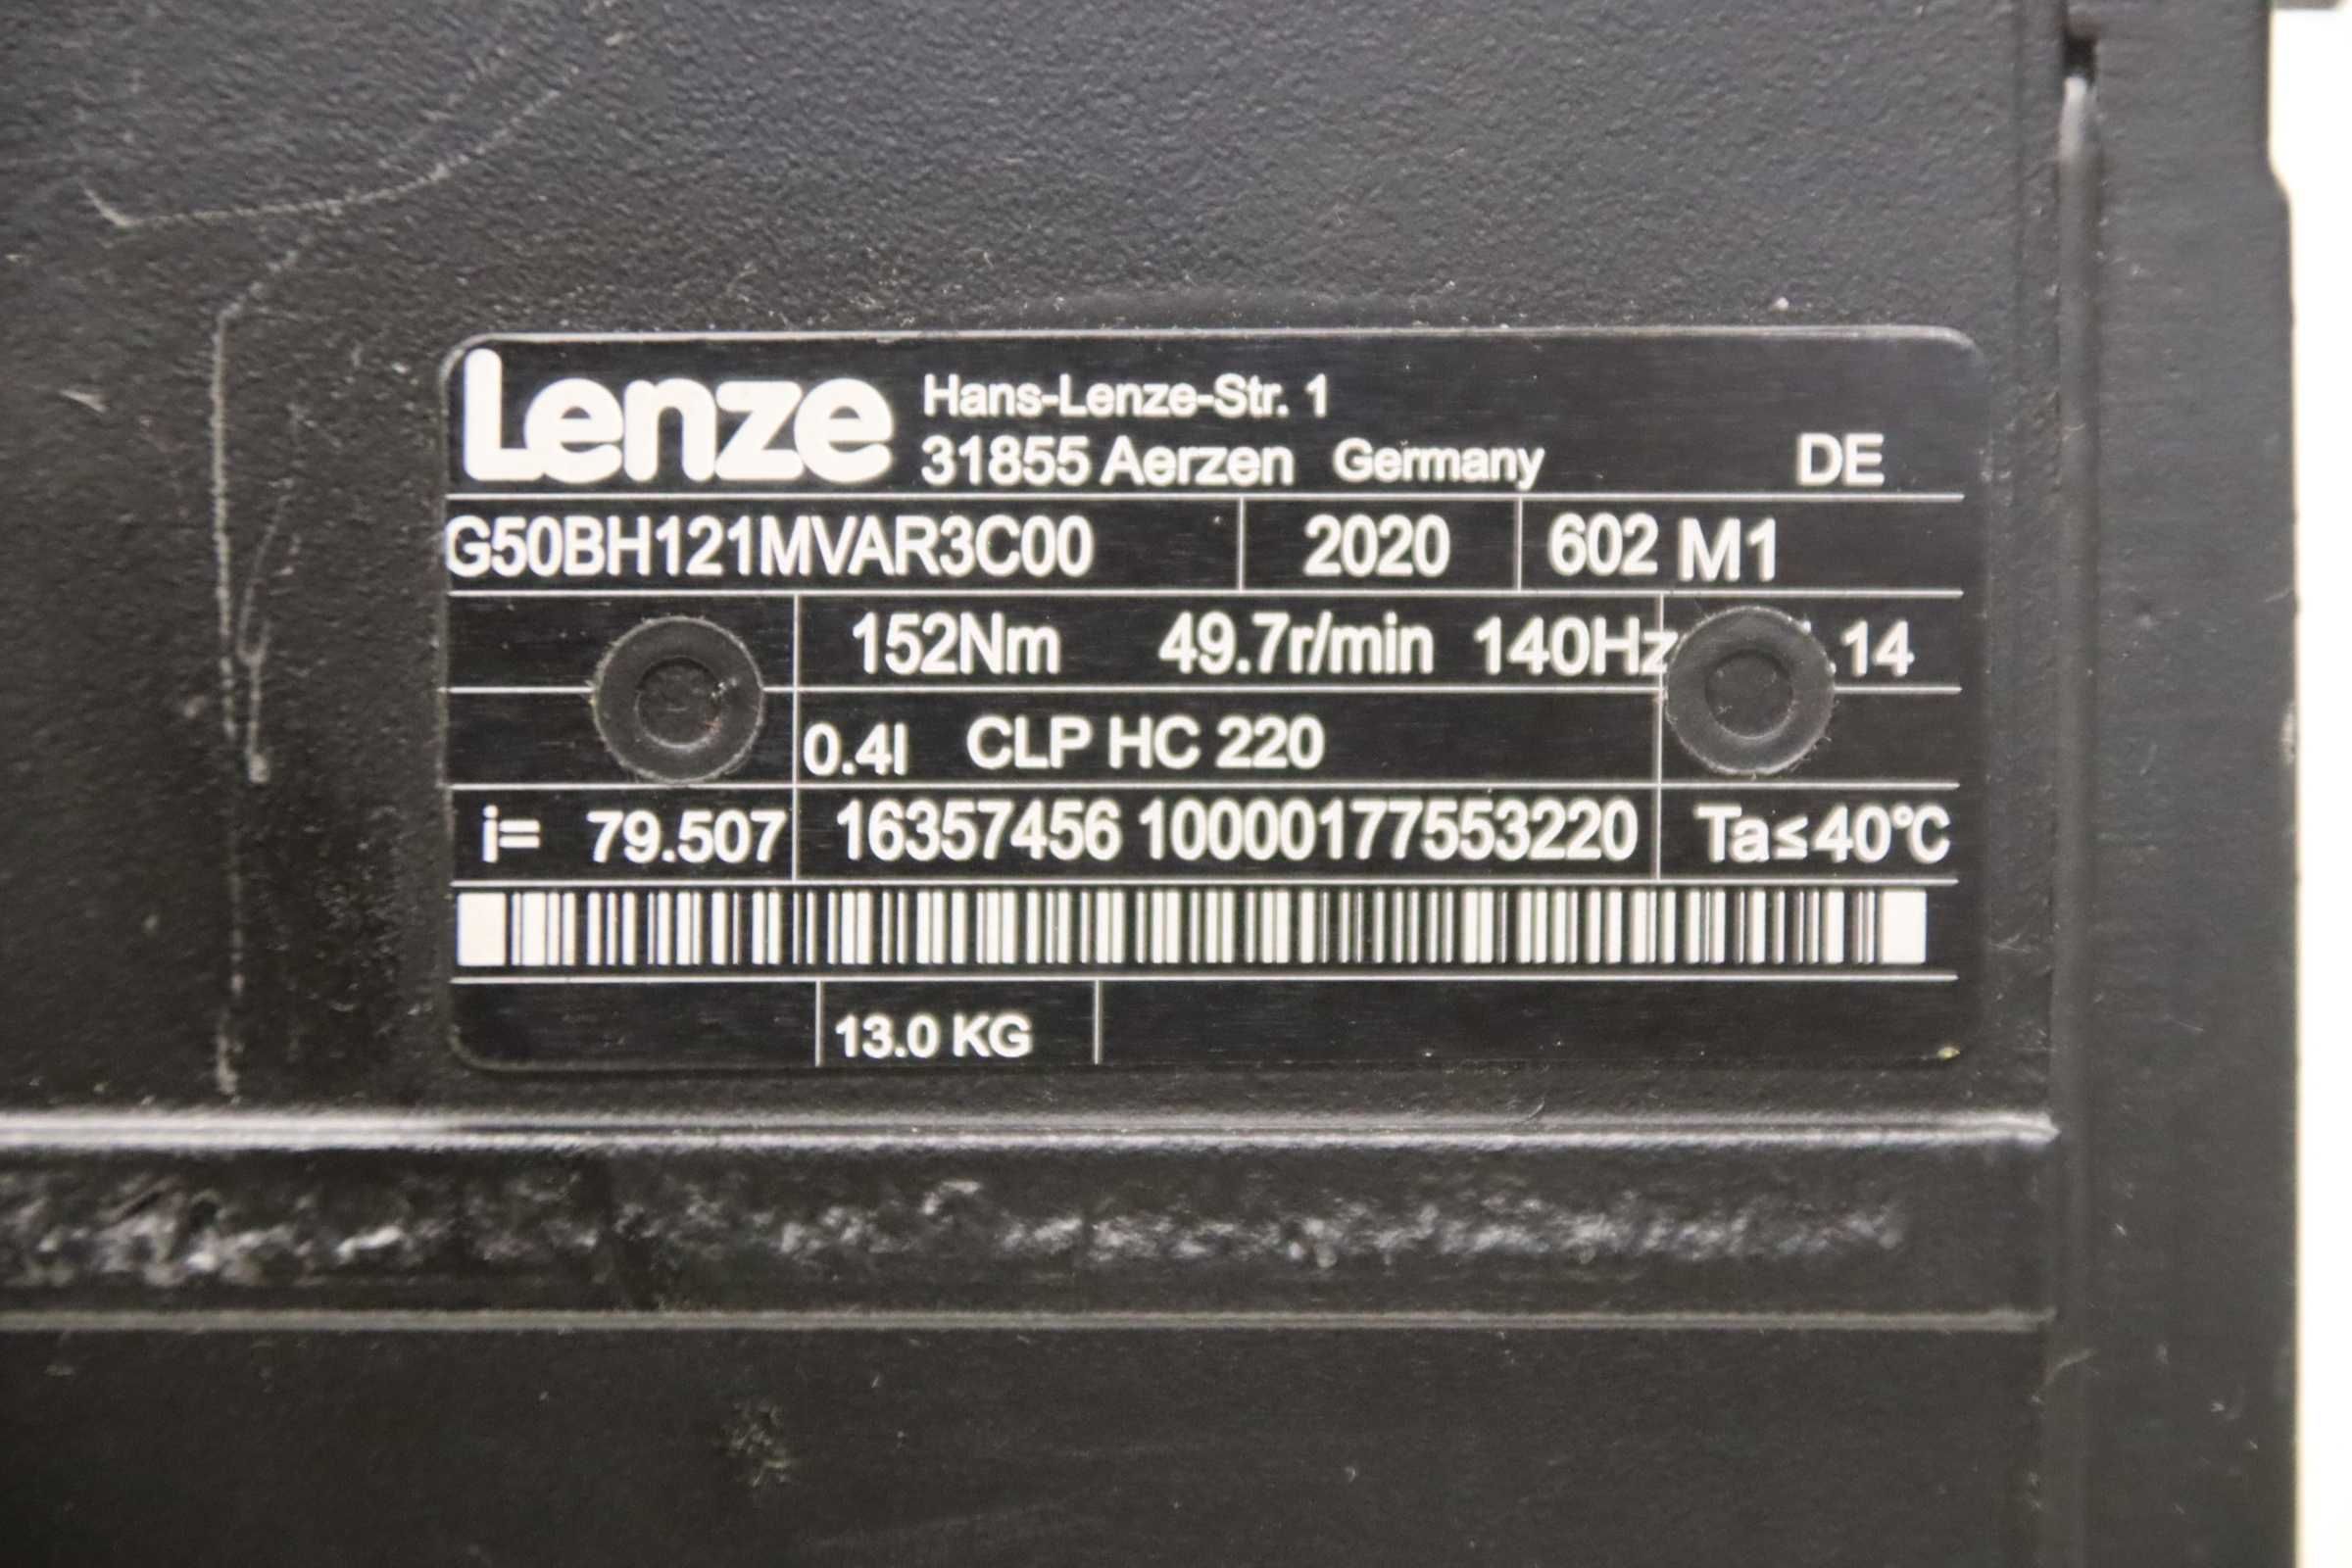 Lenze Hans-Lenze-Str. 1
31855 Aerzen Germany DE
G50BH121MVAR3C00 2020 602 M1
152Nm 49.7r/min 140Hz .14
0.4l CLP HC 220
i= 79.507 16357456 10000177553220 Ta≤40°C
13.0 KG